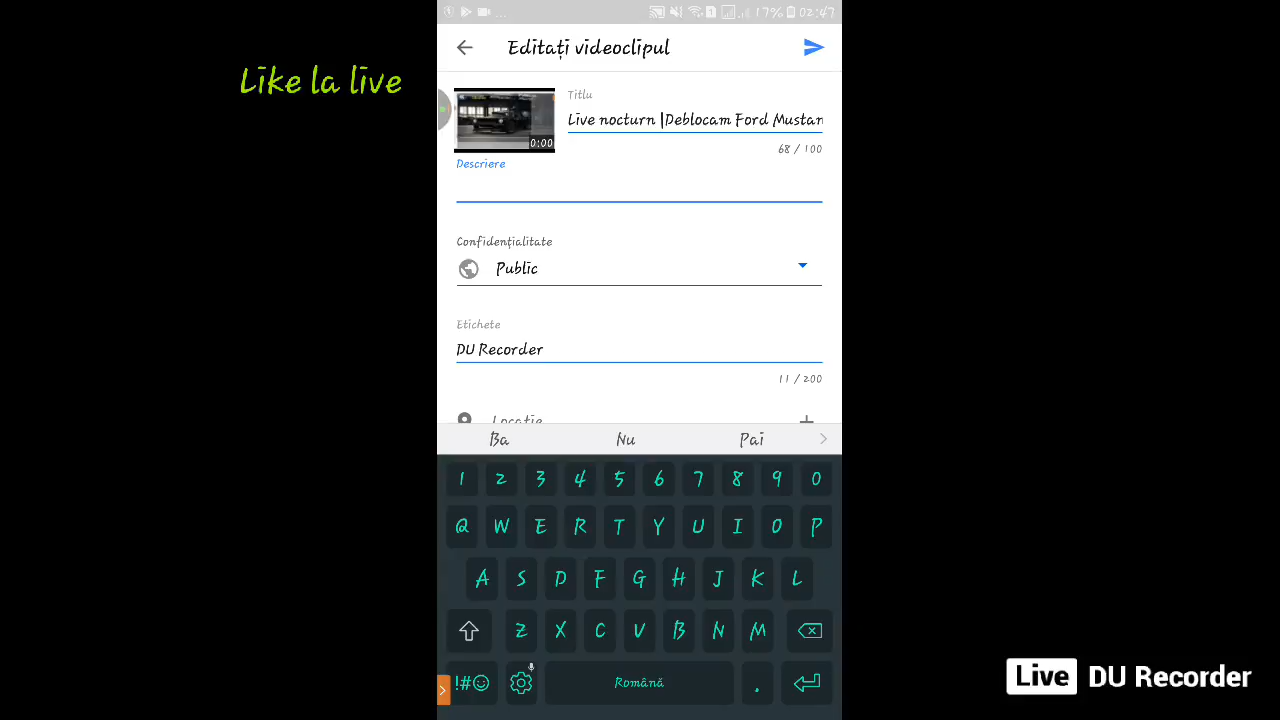 ... 17% 02:47
Editați videoclipul
Like la live
Titlu
Live nocturn |Deblocam Ford Mustan
0:00
68 / 100
Descriere
Confidențialitate
Public
Etichete
DU Recorder
11 / 200
Locație
Ba Nu Pai
1 2 3 4 5 6 7 8 9 0
Q W E R T Y U I O P
A S D F G H J K L
Z X C V B N M
!#☺ Română .
Live DU Recorder